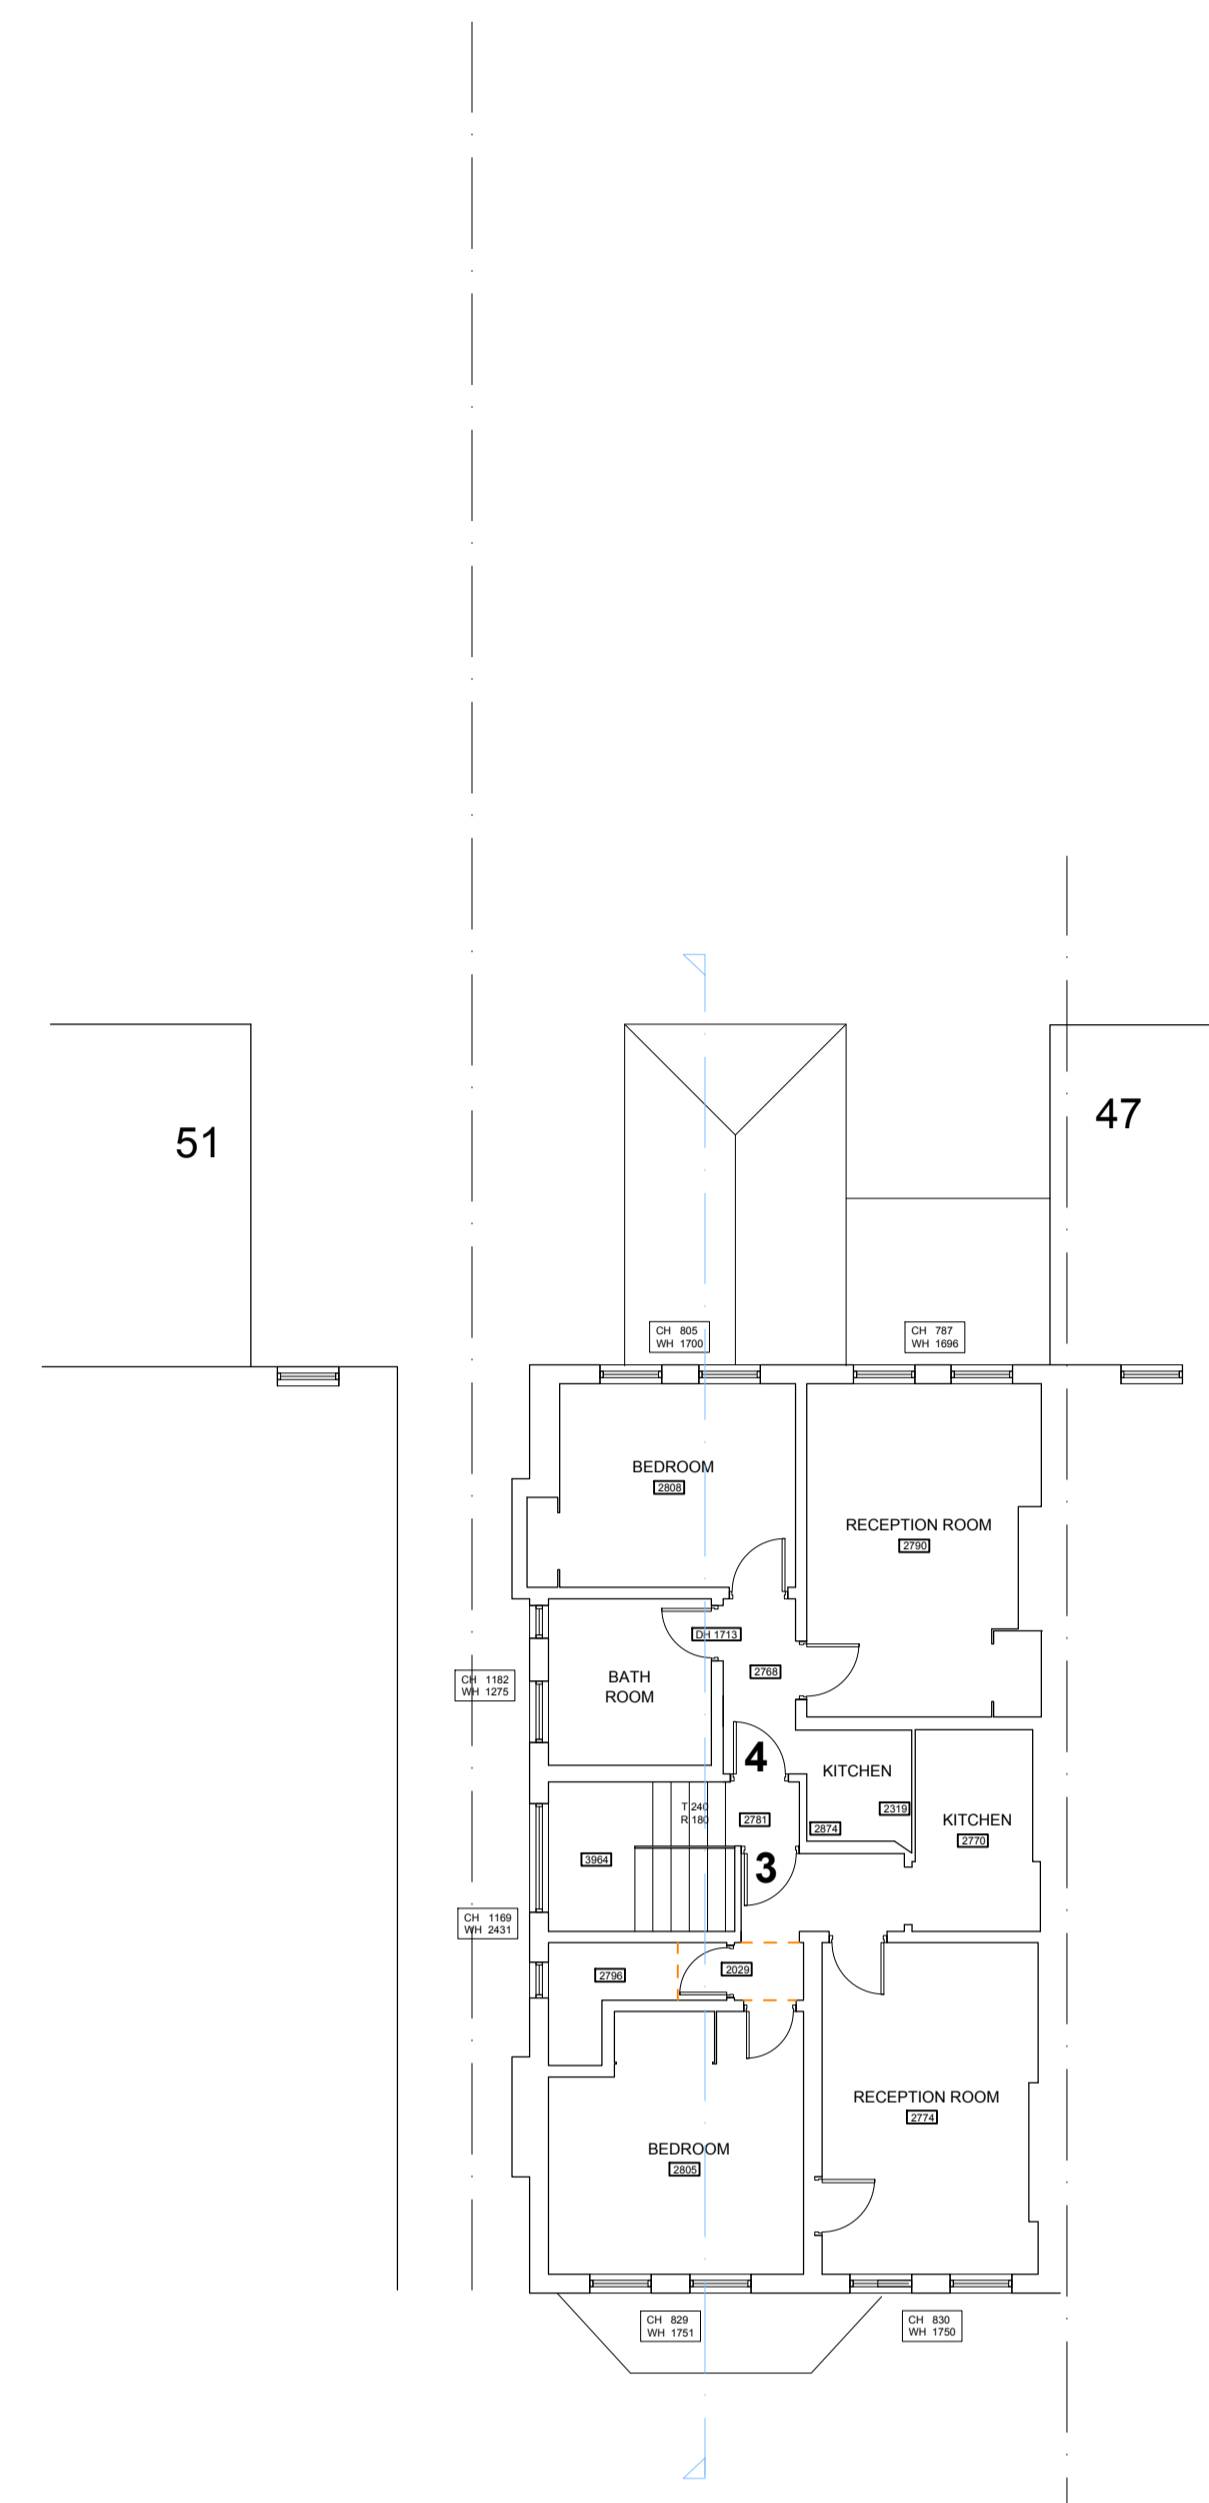 47
51
CH 805
WH 1700
CH 787
WH 1696
BEDROOM
2808
RECEPTION ROOM
2790
DH 1713
2768
BATH
ROOM
CH 1182
WH 1275
4
KITCHEN
T 240
R 180
2781
2319
2874
KITCHEN
2770
3964
3
CH 1169
WH 2431
2796
2029
RECEPTION ROOM
2774
BEDROOM
2805
CH 829
WH 1751
CH 830
WH 1750